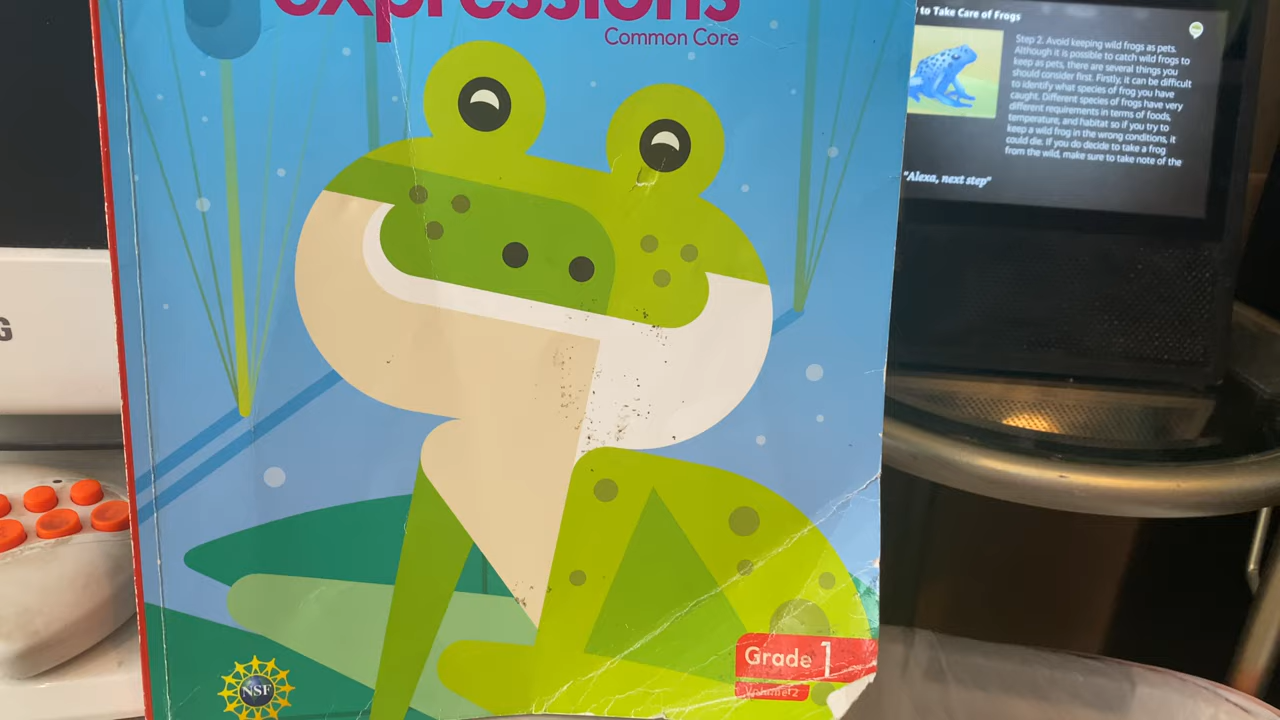 expressions
Common Core
to Take Care of Frogs
Step 2. Avoid keeping wild frogs as pets.
Although it is possible to catch wild frogs to
keep as pets, there are several things you
should consider first. Firstly, it can be difficult
to identify what species of frog you have
caught. Different species of frogs have very
different requirements in terms of foods,
temperature, and habitat so if you try to
keep a wild frog in the wrong conditions, it
could die. If you do decide to take a frog
from the wild, make sure to take note of the
"Alexa, next step"
G
NSF
Grade 1
Volume 2